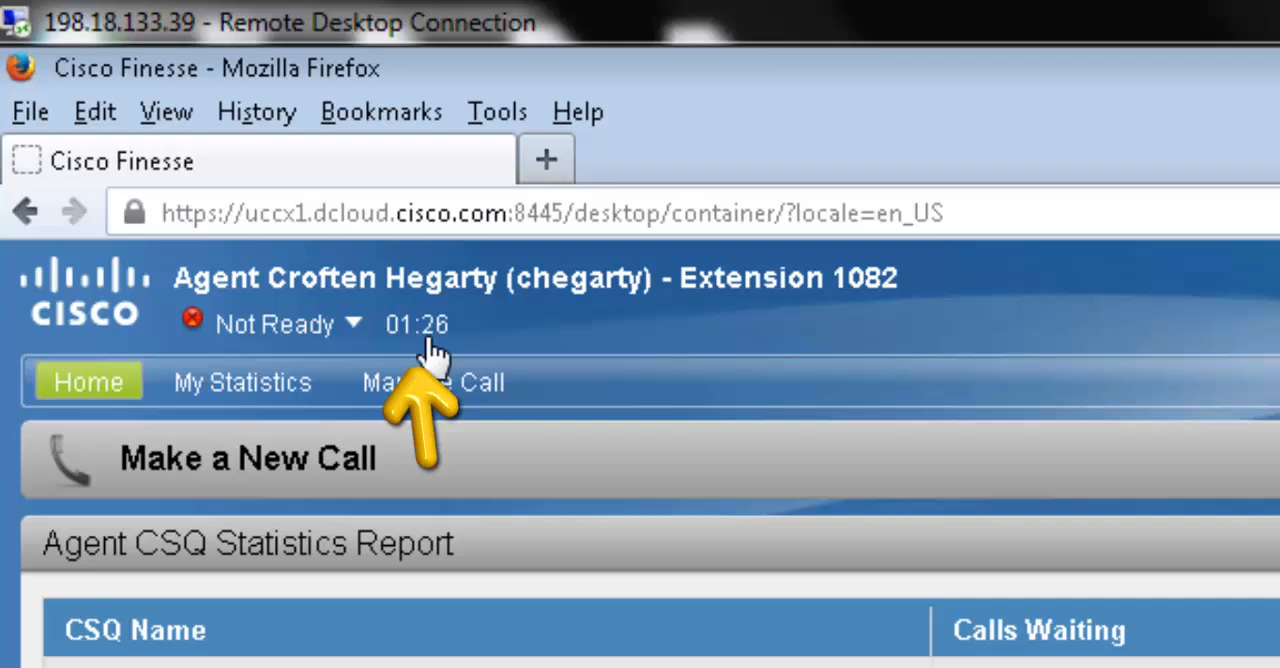 198.18.133.39 - Remote Desktop Connection
Cisco Finesse - Mozilla Firefox
File Edit View History Bookmarks Tools Help
Cisco Finesse +
https://uccx1.dcloud.cisco.com:8445/desktop/container/?locale=en_US
CISCO
Agent Croften Hegarty (chegarty) - Extension 1082
Not Ready 01:26
Home My Statistics Call
Make a New Call
Agent CSQ Statistics Report
CSQ Name Calls Waiting